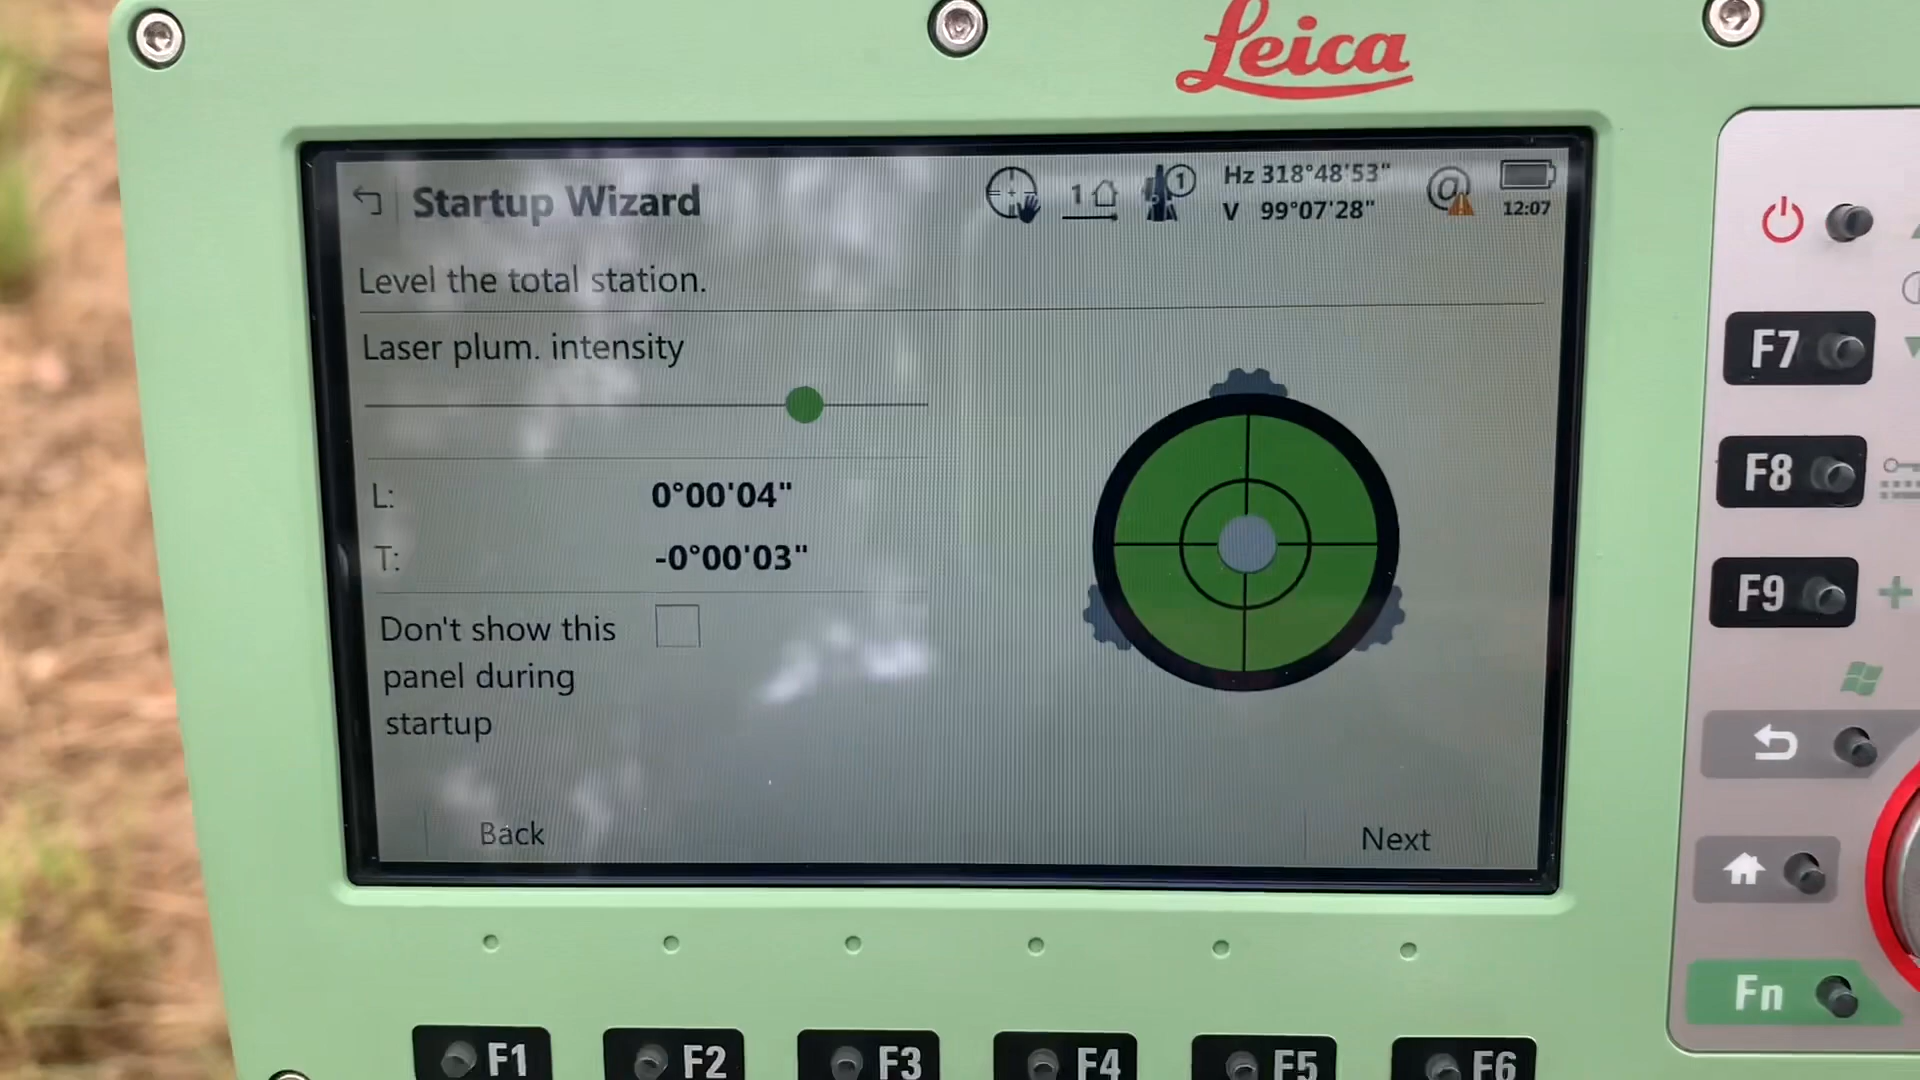 Leica
Startup Wizard
1
1
Hz 318°48'53"
V 99°07'28"
@
12:07
Level the total station.
Laser plum. intensity
L: 0°00'04"
T: -0°00'03"
Don't show this
panel during
startup
Back
Next
F7
F8
F9
Fn
F1
F2
F3
F4
F5
F6